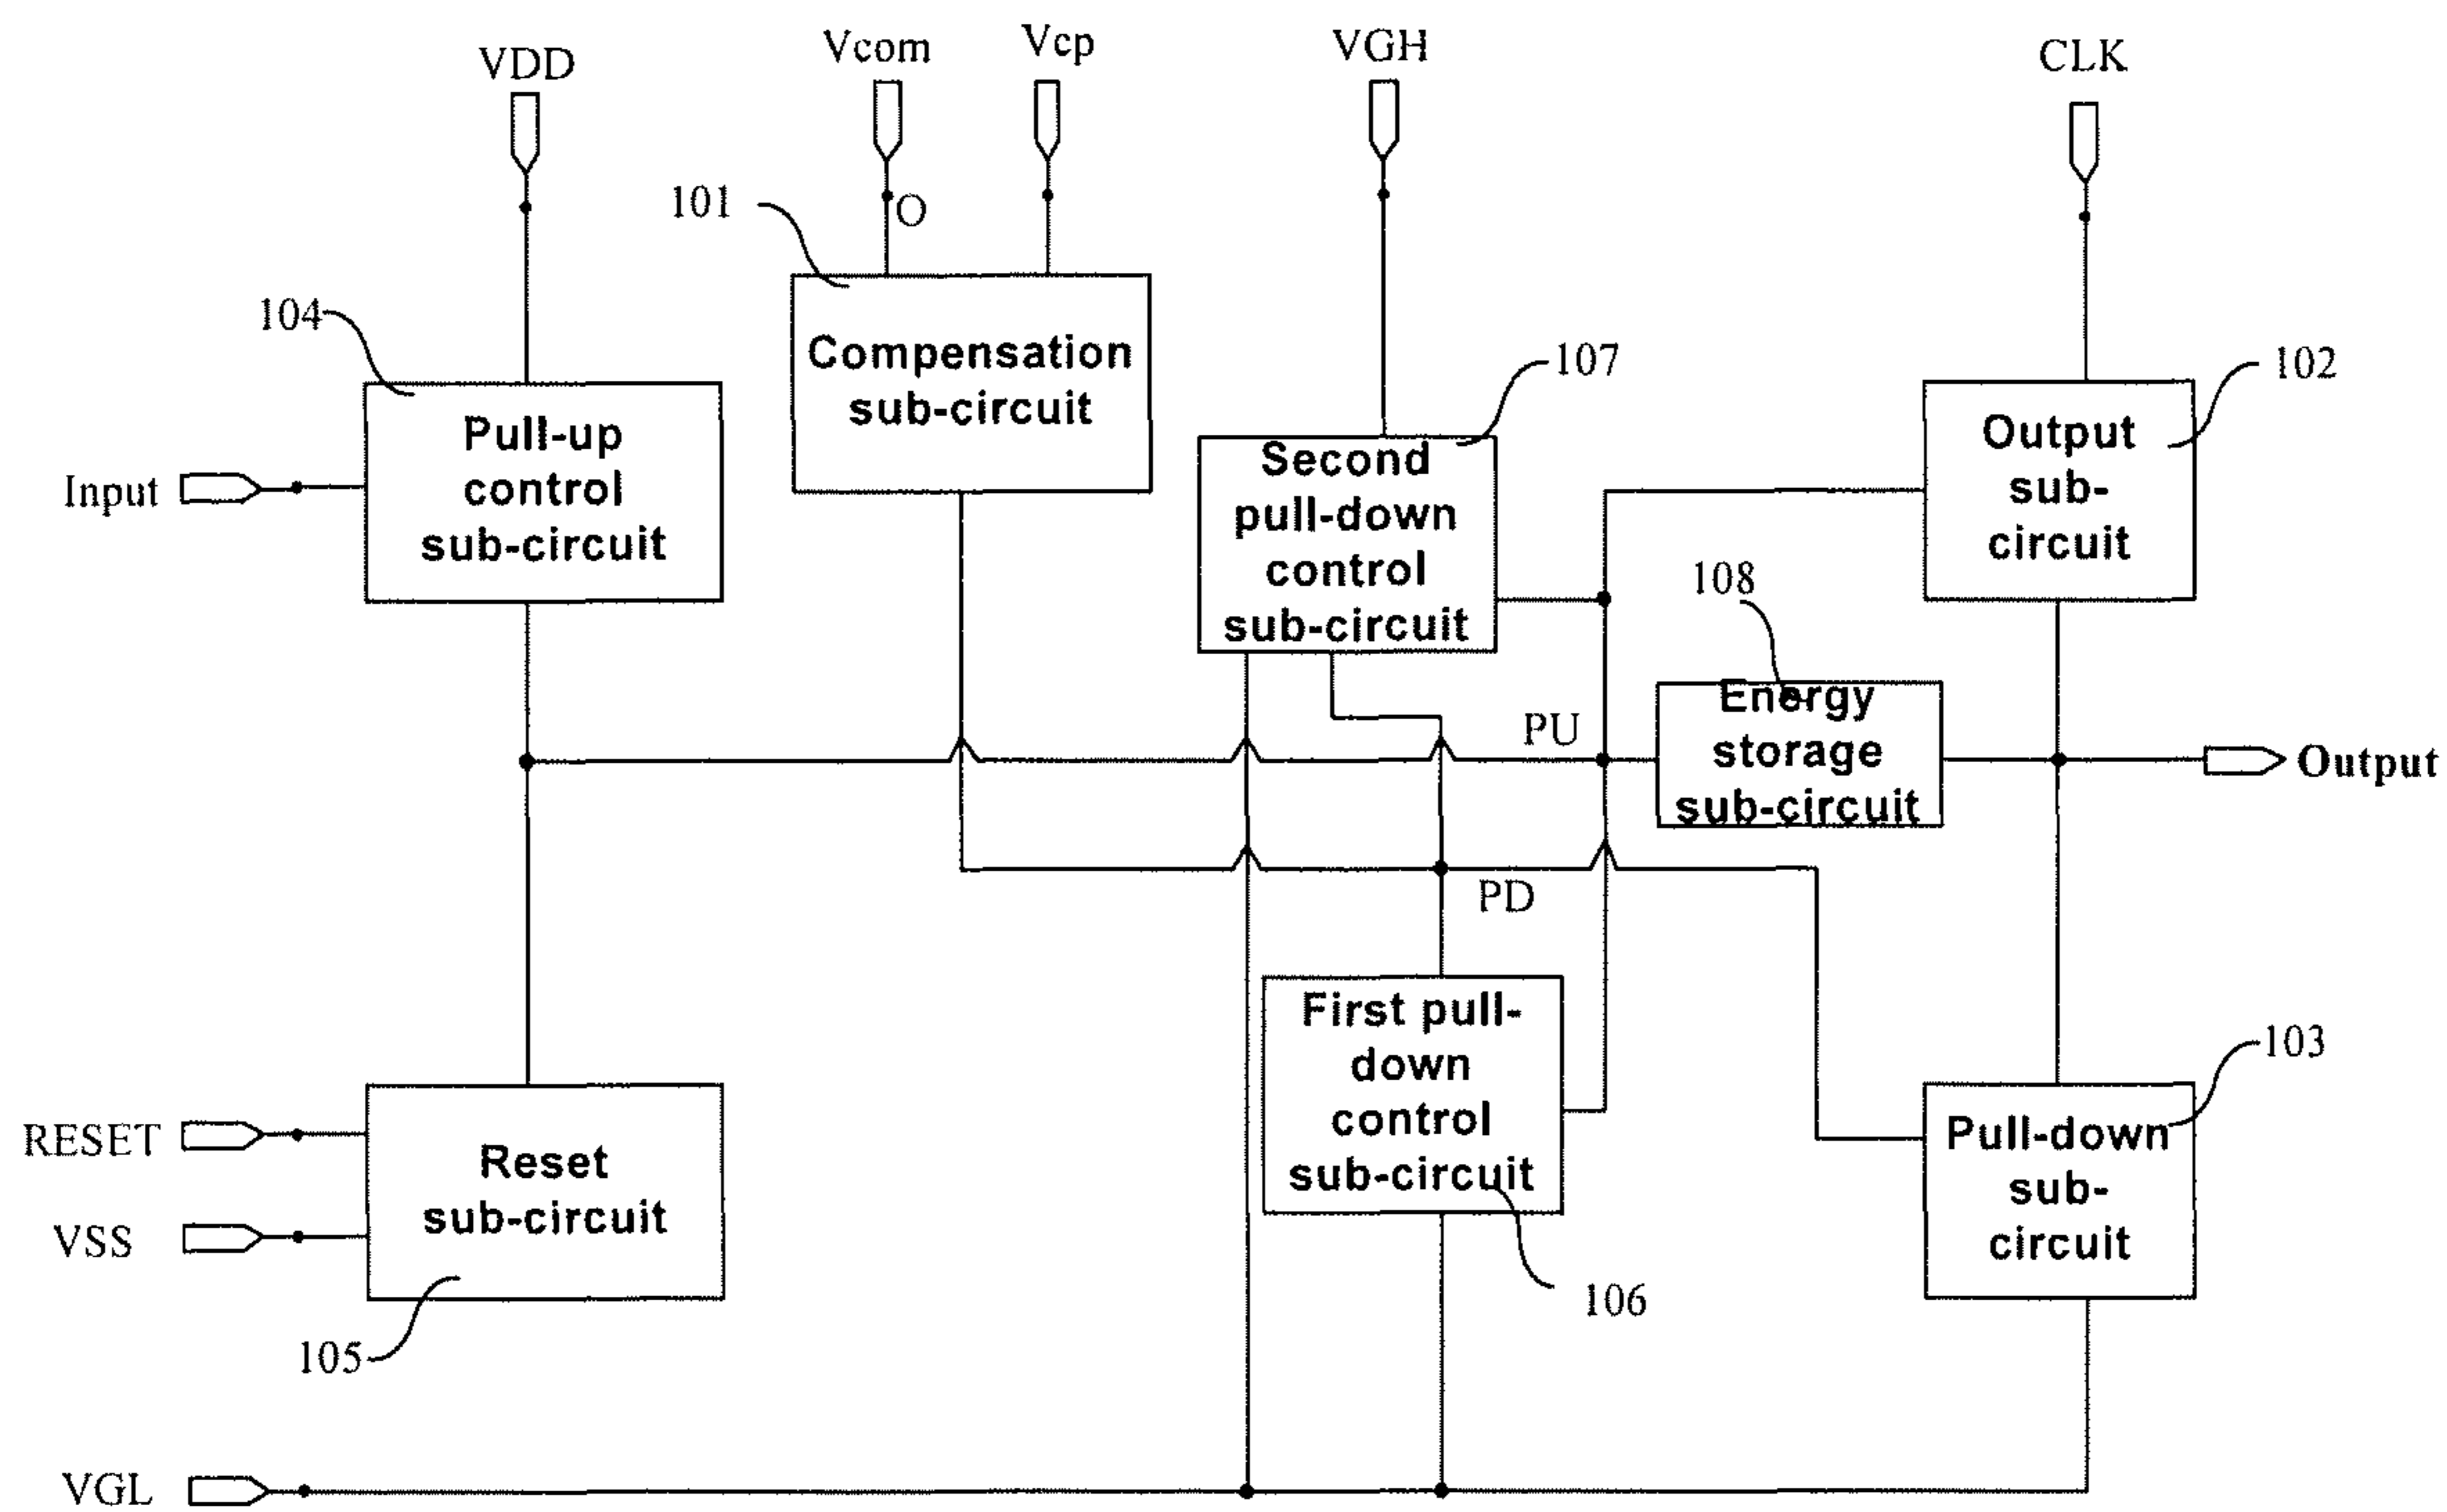 VDD
Vcom
Vcp
VGH
CLK
101
O
104
Compensation
sub-circuit
107
102
Pull-up
control
sub-circuit
Input
Second
pull-down
control
sub-circuit
Output
sub-
circuit
108
PU
Energy
storage
sub-circuit
Output
PD
First pull-
down
control
sub-circuit
103
RESET
VSS
Reset
sub-circuit
Pull-down
sub-
circuit
106
105
VGL